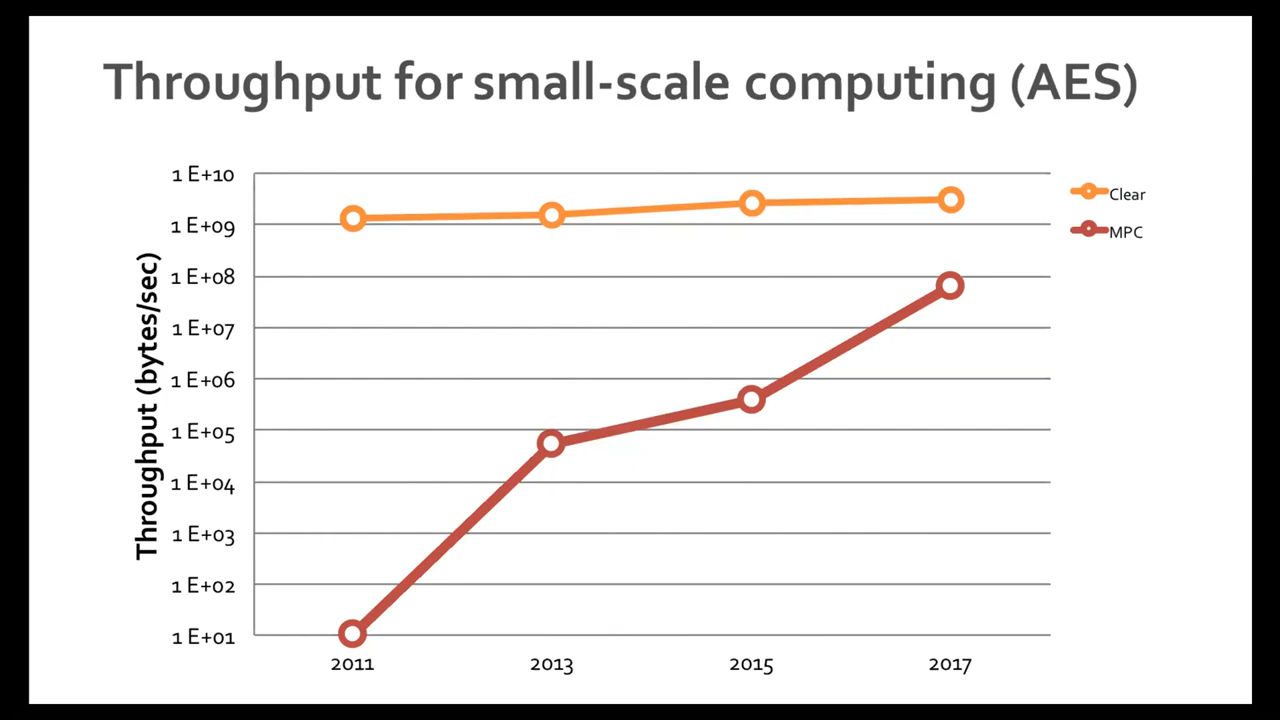 Throughput for small-scale computing (AES)
Throughput (bytes/sec)
1 E+10
1 E+09
1 E+08
1 E+07
1 E+06
1 E+05
1 E+04
1 E+03
1 E+02
1 E+01
2011
2013
2015
2017
Clear
MPC